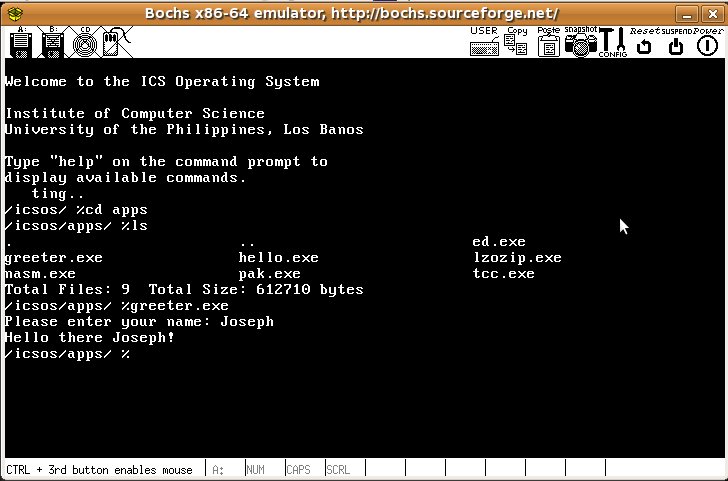 Bochs x86-64 emulator, http://bochs.sourceforge.net/
A: B: CD USER Copy Paste snapshot CONFIG Reset SUSPEND Power
Welcome to the ICS Operating System
Institute of Computer Science
University of the Philippines, Los Banos
Type "help" on the command prompt to
display available commands.
ting..
/icsos/ %cd apps
/icsos/apps/ %ls
. .. ed.exe
greeter.exe hello.exe lzozip.exe
nasm.exe pak.exe tcc.exe
Total Files: 9 Total Size: 612710 bytes
/icsos/apps/ %greeter.exe
Please enter your name: Joseph
Hello there Joseph!
/icsos/apps/ %
CTRL + 3rd button enables mouse A: NUM CAPS SCRL